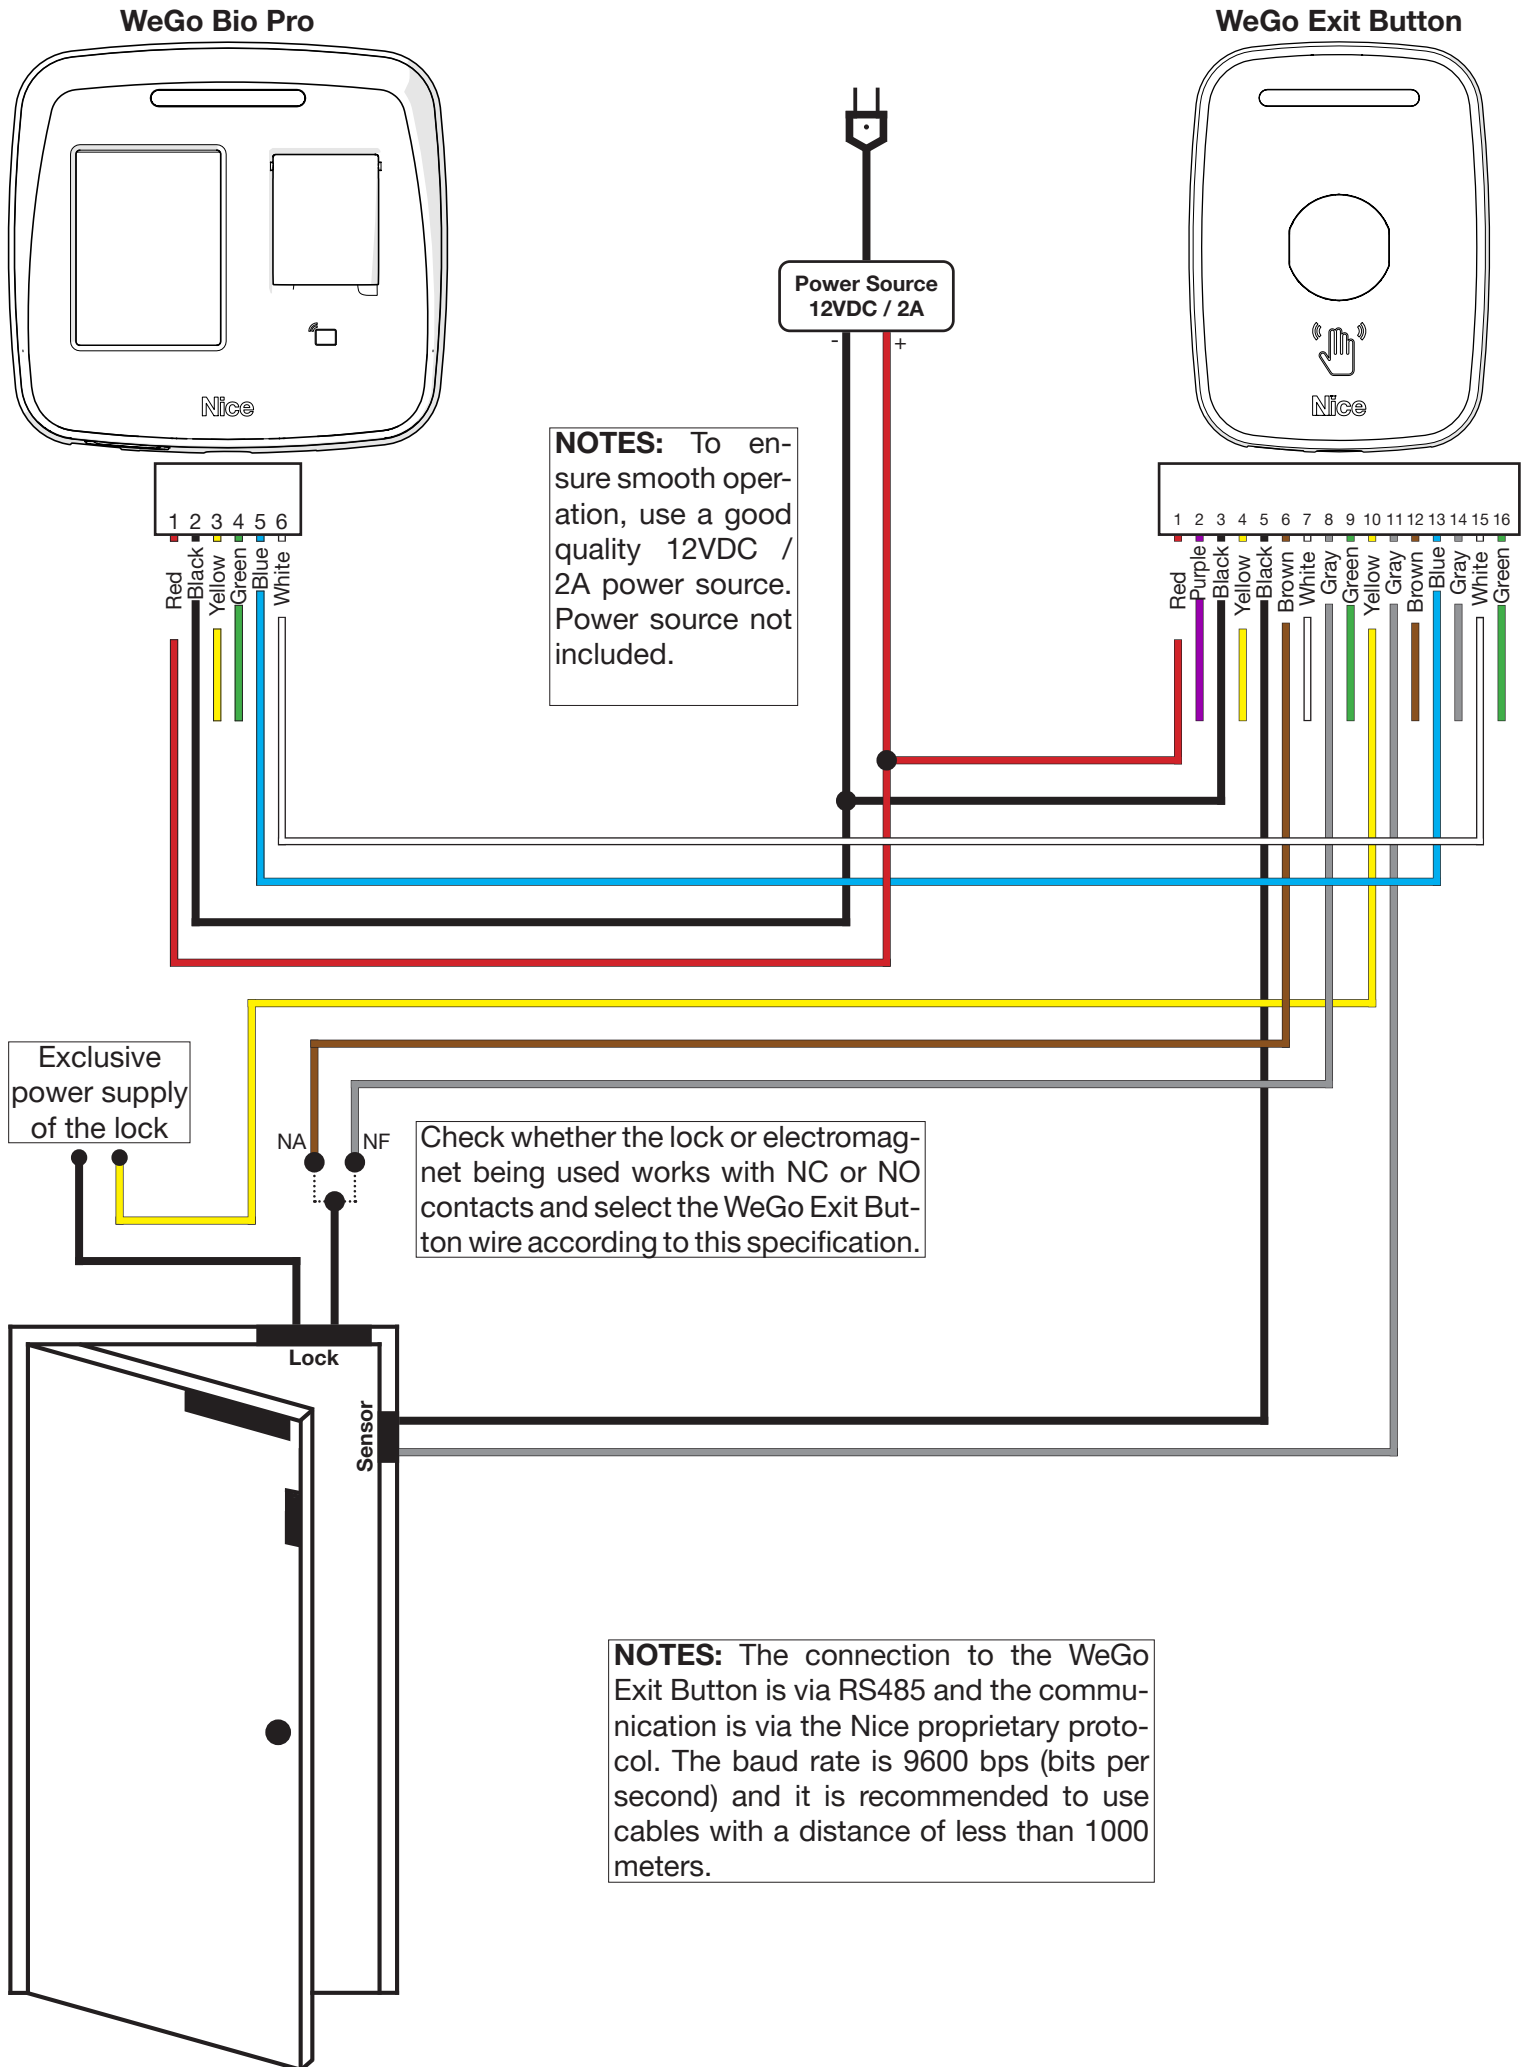 WeGo Bio Pro
WeGo Exit Button
Power Source
12VDC / 2A
- +
Nice
Nice
NOTES: To en-
sure smooth oper-
ation, use a good
quality 12VDC /
2A power source.
Power source not
included.
1 2 3 4 5 6
Red
Black
Yellow
Green
Blue
White
1 2 3 4 5 6 7 8 9 10 11 12 13 14 15 16
Red
Purple
Black
Yellow
Black
Brown
White
Gray
Green
Yellow
Gray
Brown
Blue
Gray
White
Green
Exclusive
power supply
of the lock
NA NF
Check whether the lock or electromag-
net being used works with NC or NO
contacts and select the WeGo Exit But-
ton wire according to this specification.
Lock
Sensor
NOTES: The connection to the WeGo
Exit Button is via RS485 and the commu-
nication is via the Nice proprietary proto-
col. The baud rate is 9600 bps (bits per
second) and it is recommended to use
cables with a distance of less than 1000
meters.